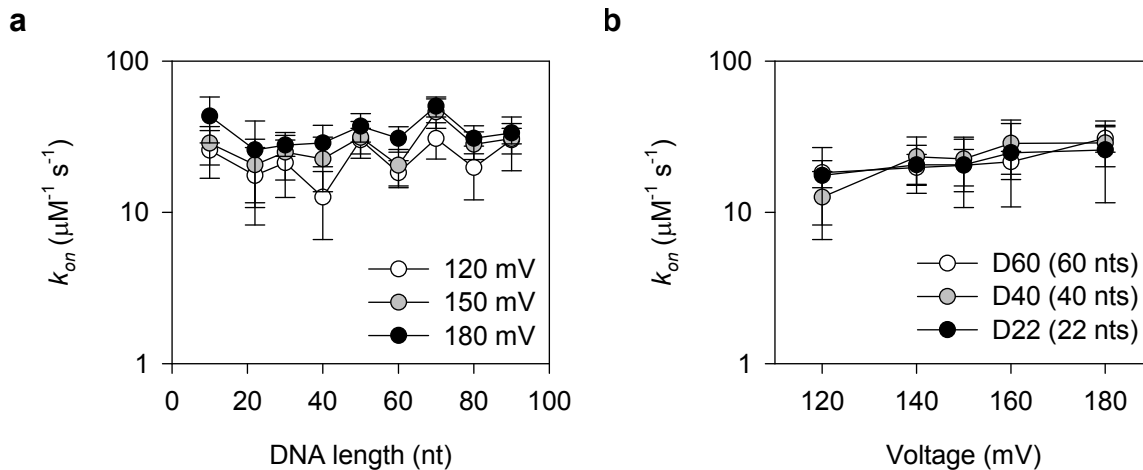 a
100
10
1
k_on (μM⁻¹ s⁻¹)
120 mV
150 mV
180 mV
0 20 40 60 80 100
DNA length (nt)
b
100
10
1
k_on (μM⁻¹ s⁻¹)
D60 (60 nts)
D40 (40 nts)
D22 (22 nts)
120 140 160 180
Voltage (mV)